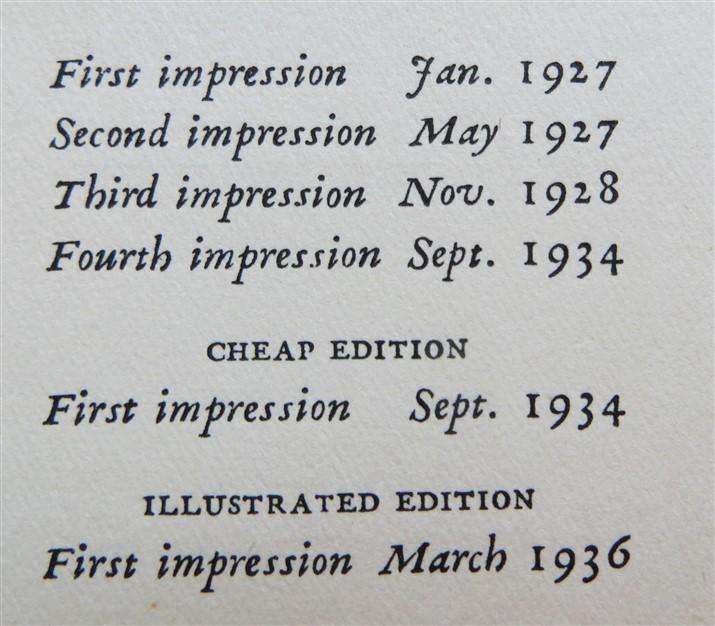 First impression Jan. 1927
Second impression May 1927
Third impression Nov. 1928
Fourth impression Sept. 1934
CHEAP EDITION
First impression Sept. 1934
ILLUSTRATED EDITION
First impression March 1936